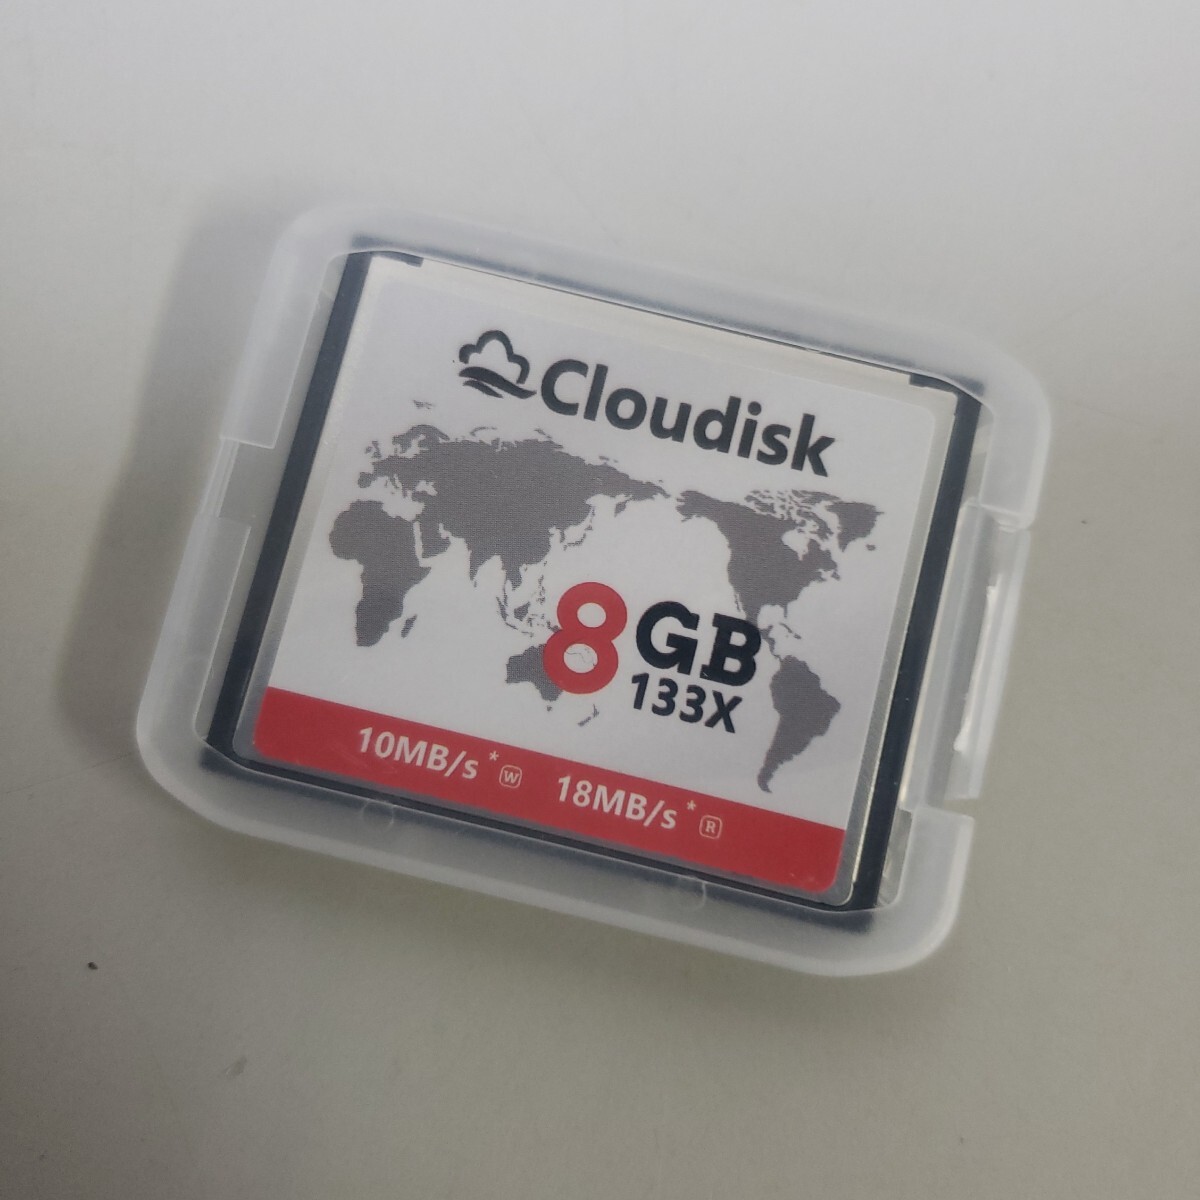 Cloudisk
8GB
133X
10MB/s* W 18MB/s* R